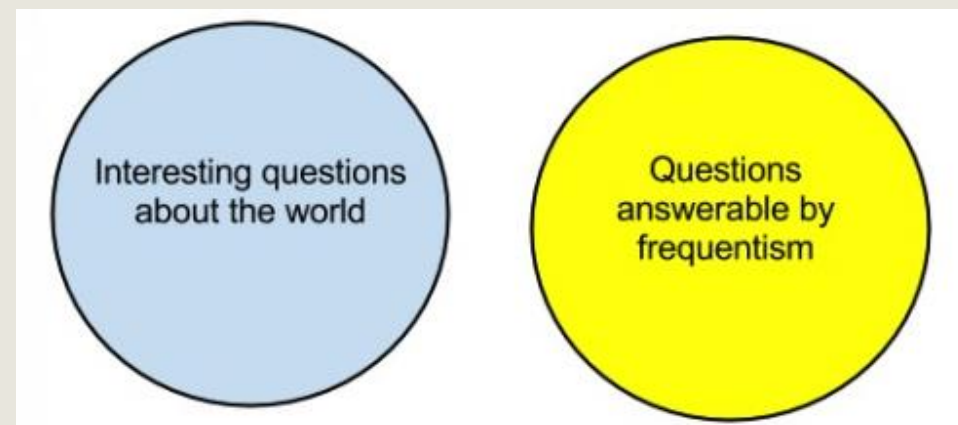 Interesting questions
about the world
Questions
answerable by
frequentism